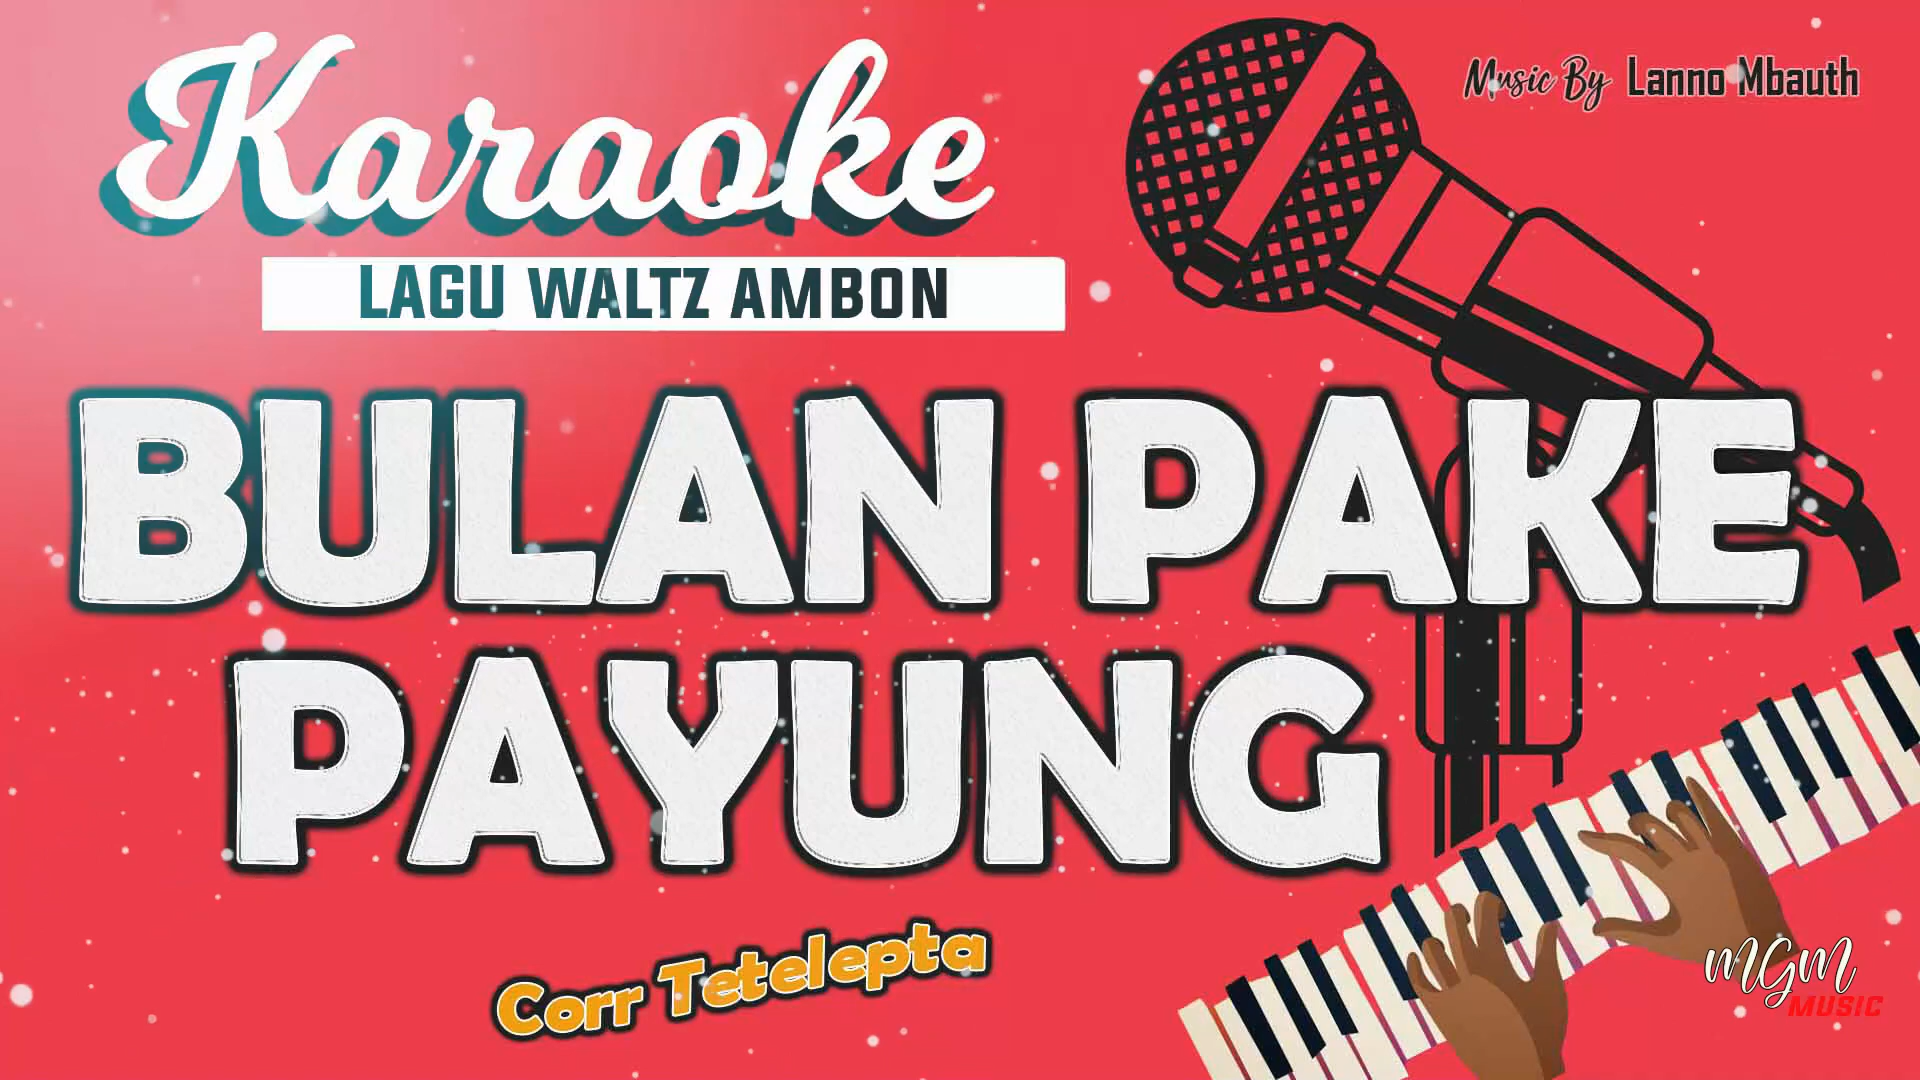 Karaoke
Music By Lanno Mbauth
LAGU WALTZ AMBON
BULAN PAKE
PAYUNG
Corr Tetelepta
MGM
MUSIC